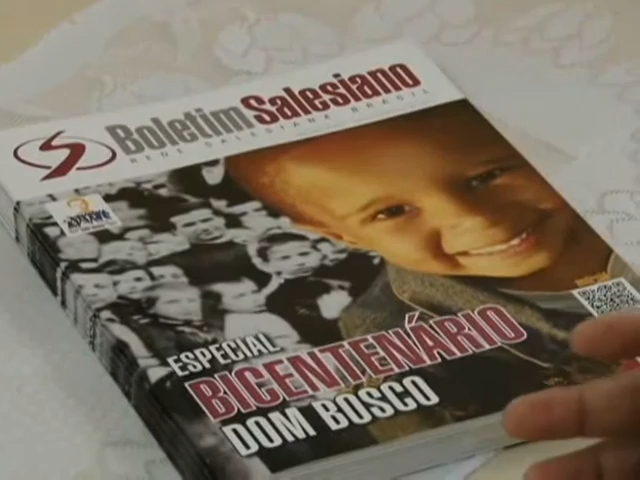 Boletim Salesiano
REDE SALESIANA BRASIL
ESPECIAL
BICENTENÁRIO
DOM BOSCO